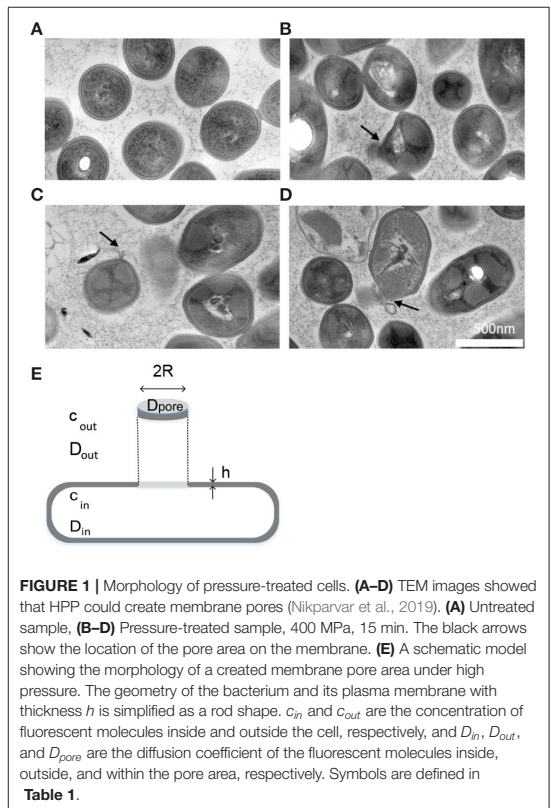 A
B
C
D
500nm
E
2R
Dpore
c out
D out
h
c in
D in
FIGURE 1 | Morphology of pressure-treated cells. (A–D) TEM images showed
that HPP could create membrane pores (Nikparvar et al., 2019). (A) Untreated
sample, (B–D) Pressure-treated sample, 400 MPa, 15 min. The black arrows
show the location of the pore area on the membrane. (E) A schematic model
showing the morphology of a created membrane pore area under high
pressure. The geometry of the bacterium and its plasma membrane with
thickness h is simplified as a rod shape. cin and cout are the concentration of
fluorescent molecules inside and outside the cell, respectively, and Din, Dout,
and Dpore are the diffusion coefficient of the fluorescent molecules inside,
outside, and within the pore area, respectively. Symbols are defined in
Table 1.